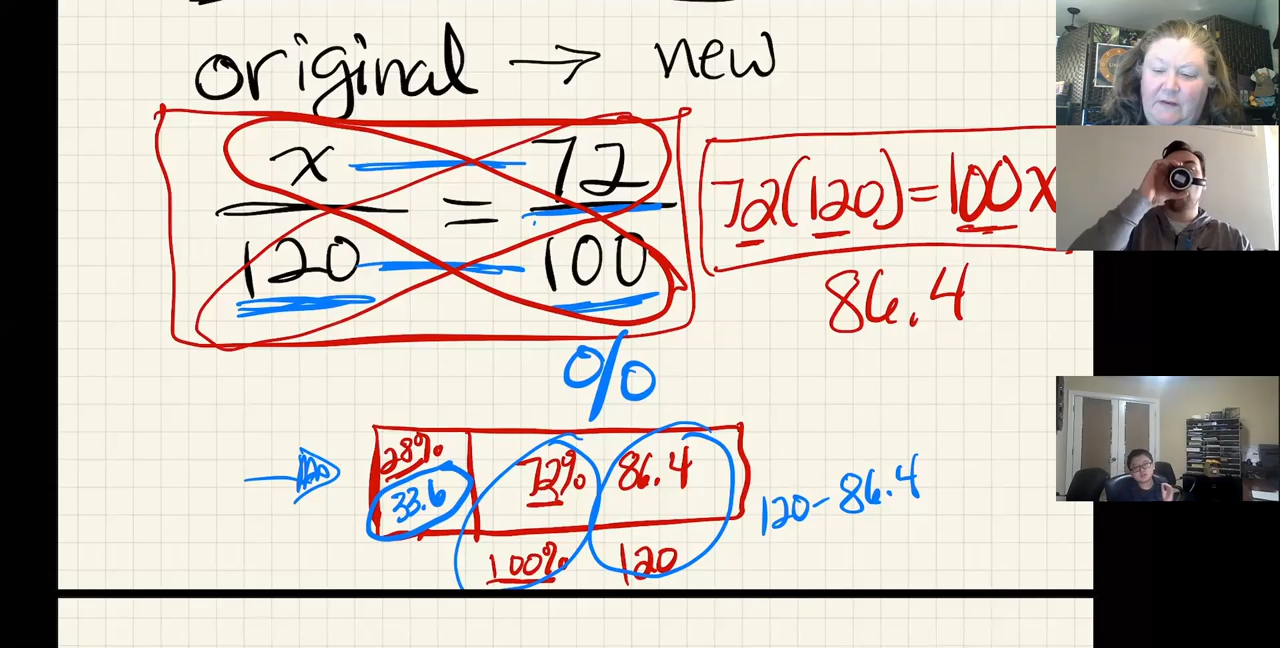 original → new
x/120 = 72/100
72(120) = 100x
86.4
%
28% 72% 86.4
33.6
120-86.4
100% 120